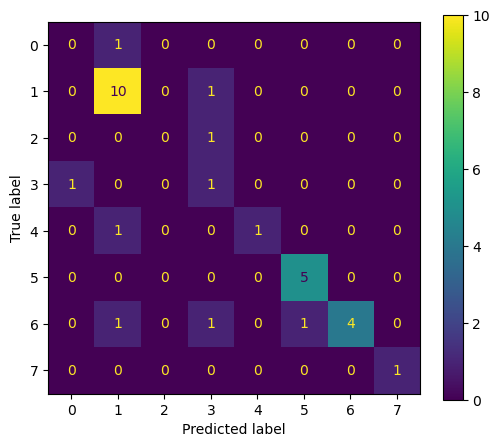 10
0 0 1 0 0 0 0 0 0
1 0 10 0 1 0 0 0 0
8
2 0 0 0 1 0 0 0 0
True label
3 1 0 0 1 0 0 0 0
6
4 0 1 0 0 1 0 0 0
4
5 0 0 0 0 0 5 0 0
6 0 1 0 1 0 1 4 0
2
7 0 0 0 0 0 0 0 1
0
0 1 2 3 4 5 6 7
Predicted label